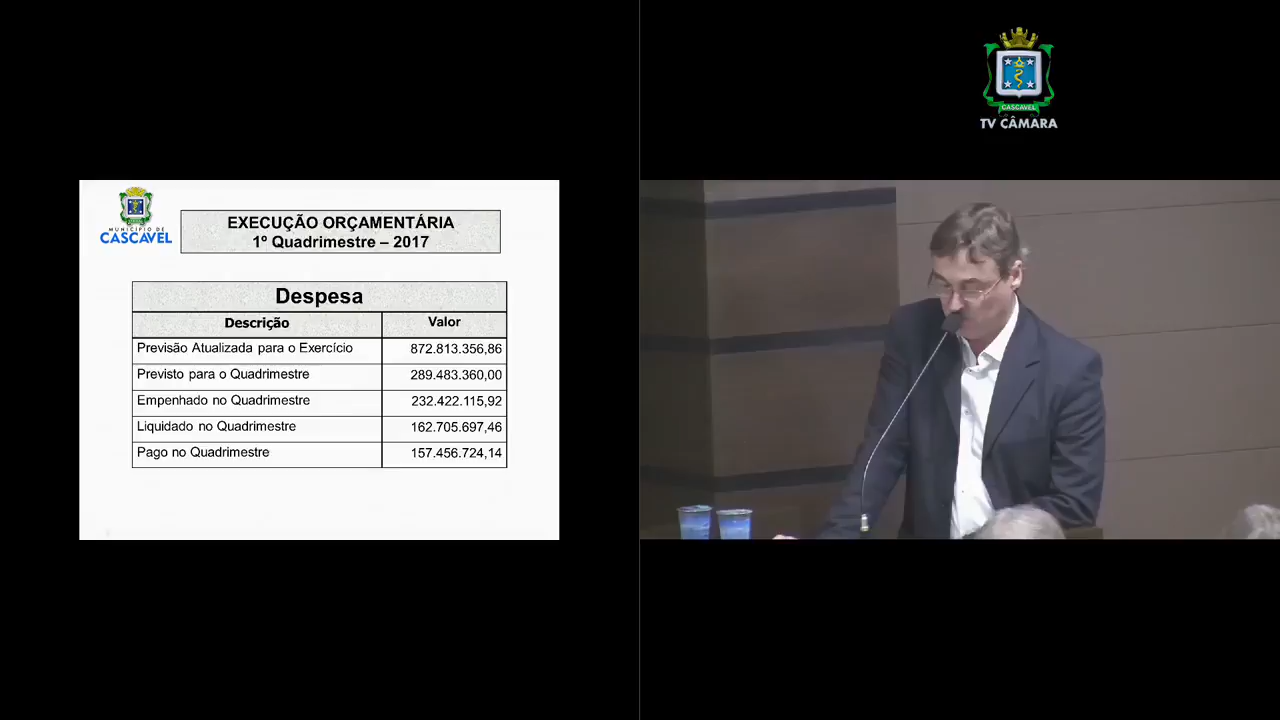 MUNICÍPIO DE
CASCAVEL
EXECUÇÃO ORÇAMENTÁRIA
1º Quadrimestre – 2017
Despesa
Descrição Valor
Previsão Atualizada para o Exercício 872.813.356,86
Previsto para o Quadrimestre 289.483.360,00
Empenhado no Quadrimestre 232.422.115,92
Liquidado no Quadrimestre 162.705.697,46
Pago no Quadrimestre 157.456.724,14
CASCAVEL
TV CÂMARA